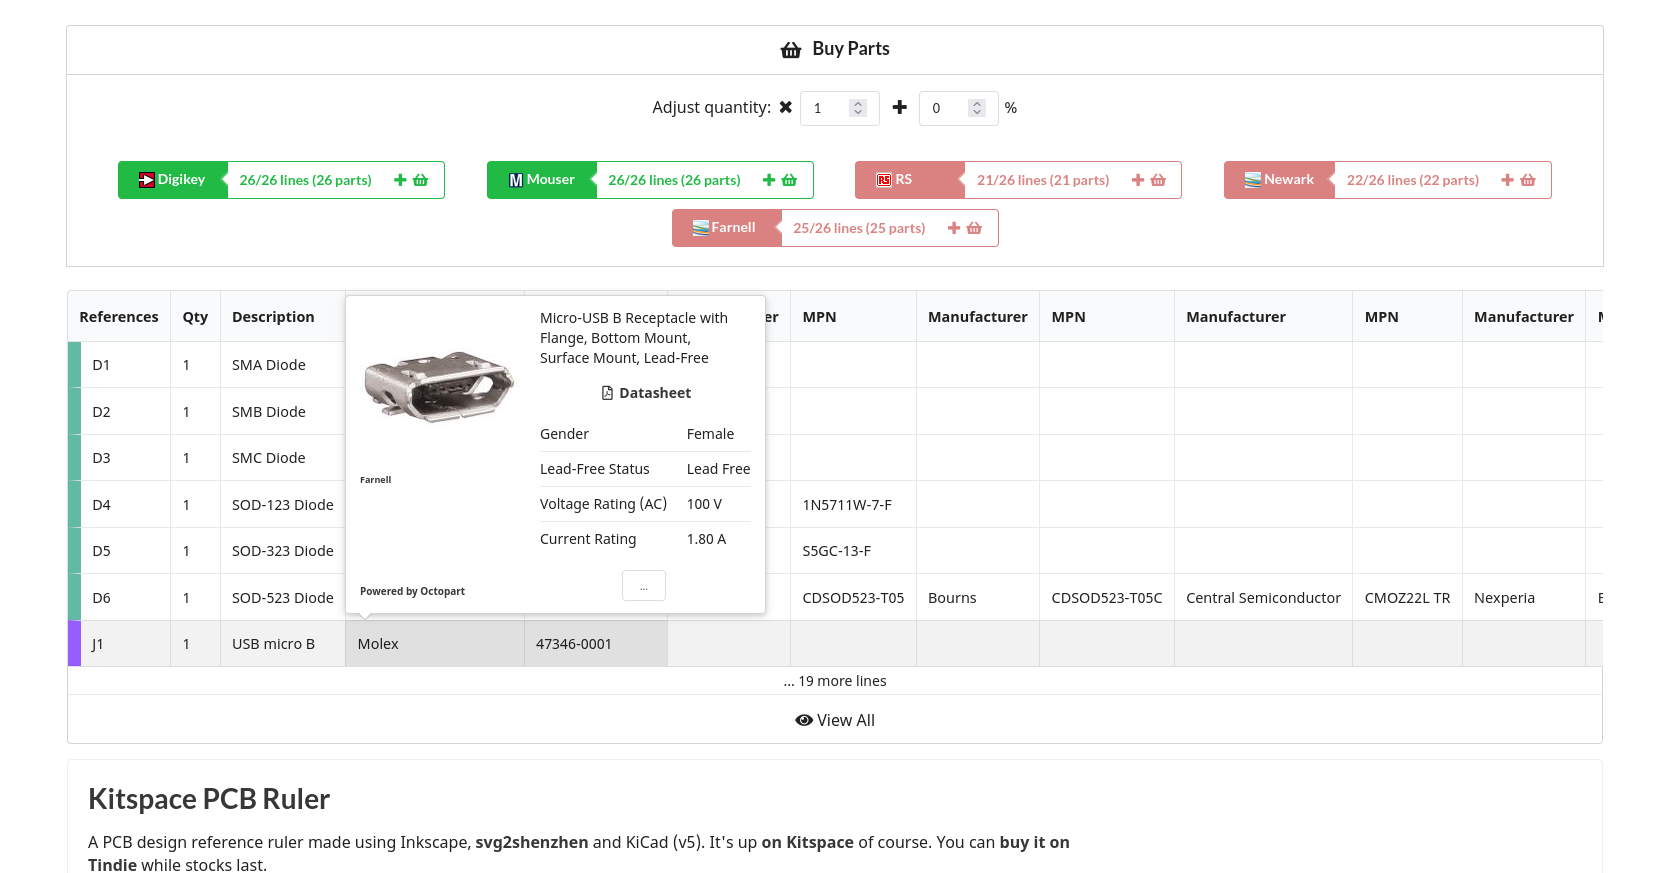 Buy Parts
Adjust quantity: 1 0 %
Digikey 26/26 lines (26 parts)
Mouser 26/26 lines (26 parts)
RS 21/26 lines (21 parts)
Newark 22/26 lines (22 parts)
Farnell 25/26 lines (25 parts)
References Qty Description er MPN Manufacturer MPN Manufacturer MPN Manufacturer
D1 1 SMA Diode
D2 1 SMB Diode
D3 1 SMC Diode
D4 1 SOD-123 Diode 1N5711W-7-F
D5 1 SOD-323 Diode S5GC-13-F
D6 1 SOD-523 Diode CDSOD523-T05 Bourns CDSOD523-T05C Central Semiconductor CMOZ22L TR Nexperia
Micro-USB B Receptacle with
Flange, Bottom Mount,
Surface Mount, Lead-Free
Datasheet
Gender Female
Lead-Free Status Lead Free
Voltage Rating (AC) 100 V
Current Rating 1.80 A
Farnell
Powered by Octopart
...
J1 1 USB micro B Molex 47346-0001
... 19 more lines
View All
Kitspace PCB Ruler
A PCB design reference ruler made using Inkscape, svg2shenzhen and KiCad (v5). It's up on Kitspace of course. You can buy it on
Tindie while stocks last.